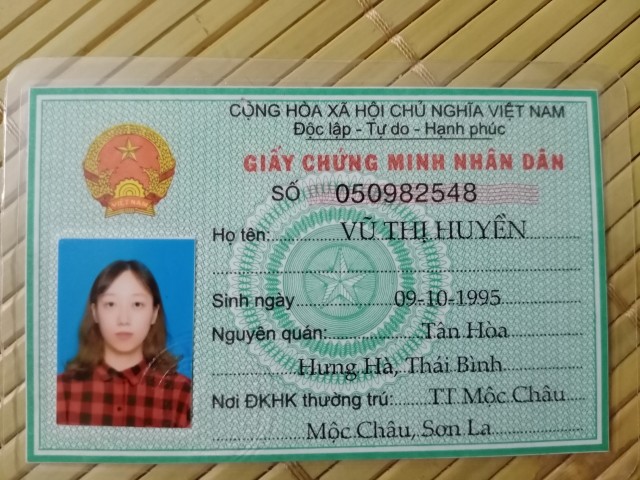 CỘNG HÒA XÃ HỘI CHỦ NGHĨA VIỆT NAM
Độc lập - Tự do - Hạnh phúc
GIẤY CHỨNG MINH NHÂN DÂN
SỐ 050982548
Họ tên: VŨ THỊ HUYỀN
Sinh ngày 09-10-1995
Nguyên quán: Tân Hòa
Hưng Hà, Thái Bình
Nơi ĐKHK thường trú: TT Mộc Châu
Mộc Châu, Sơn La
VIỆT NAM